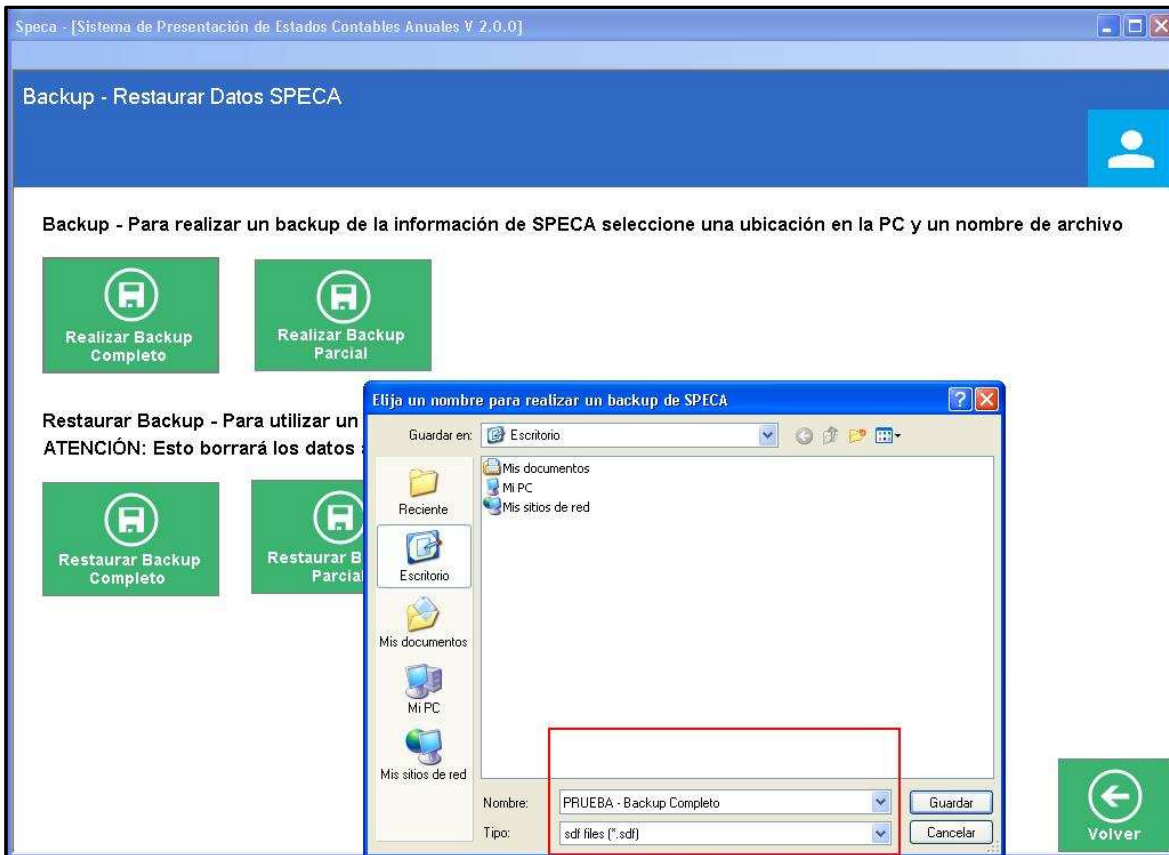 Speca - [Sistema de Presentación de Estados Contables Anuales V 2.0.0]
Backup - Restaurar Datos SPECA
Backup - Para realizar un backup de la información de SPECA seleccione una ubicación en la PC y un nombre de archivo
Realizar Backup
Completo
Realizar Backup
Parcial
Restaurar Backup - Para utilizar un
ATENCIÓN: Esto borrará los datos
Restaurar Backup
Completo
Restaurar B
Parcial
Elija un nombre para realizar un backup de SPECA
Guardar en: Escritorio
Reciente
Escritorio
Mis documentos
Mi PC
Mis sitios de red
Mis documentos
Mi PC
Mis sitios de red
Nombre: PRUEBA - Backup Completo
Guardar
Tipo: sdf files (*.sdf)
Cancelar
Volver